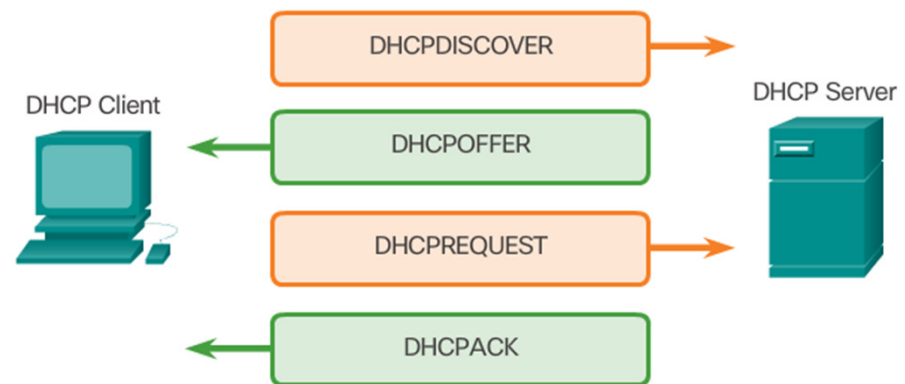 DHCPDISCOVER
DHCP Client
DHCP Server
DHCPOFFER
DHCPREQUEST
DHCPACK